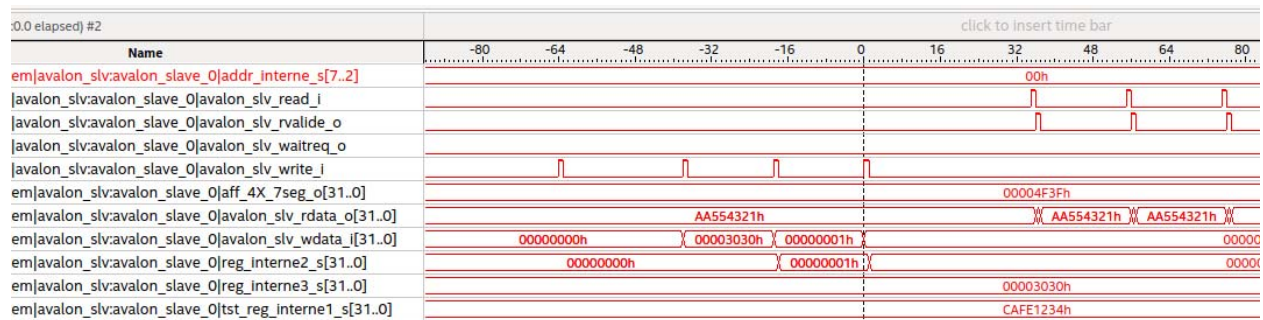 :0.0 elapsed) #2 click to insert time bar
Name -80 -64 -48 -32 -16 0 16 32 48 64 80
em|avalon_slv:avalon_slave_0|addr_interne_s[7..2] 00h
|avalon_slv:avalon_slave_0|avalon_slv_read_i
|avalon_slv:avalon_slave_0|avalon_slv_rvalide_o
|avalon_slv:avalon_slave_0|avalon_slv_waitreq_o
|avalon_slv:avalon_slave_0|avalon_slv_write_i
em|avalon_slv:avalon_slave_0|aff_4X_7seg_o[31..0] 00004F3Fh
em|avalon_slv:avalon_slave_0|avalon_slv_rdata_o[31..0] AA554321h AA554321h AA554321h
em|avalon_slv:avalon_slave_0|avalon_slv_wdata_i[31..0] 00000000h 00003030h 00000001h 00000
em|avalon_slv:avalon_slave_0|reg_interne2_s[31..0] 00000000h 00000001h 00000
em|avalon_slv:avalon_slave_0|reg_interne3_s[31..0] 00003030h
em|avalon_slv:avalon_slave_0|tst_reg_interne1_s[31..0] CAFE1234h